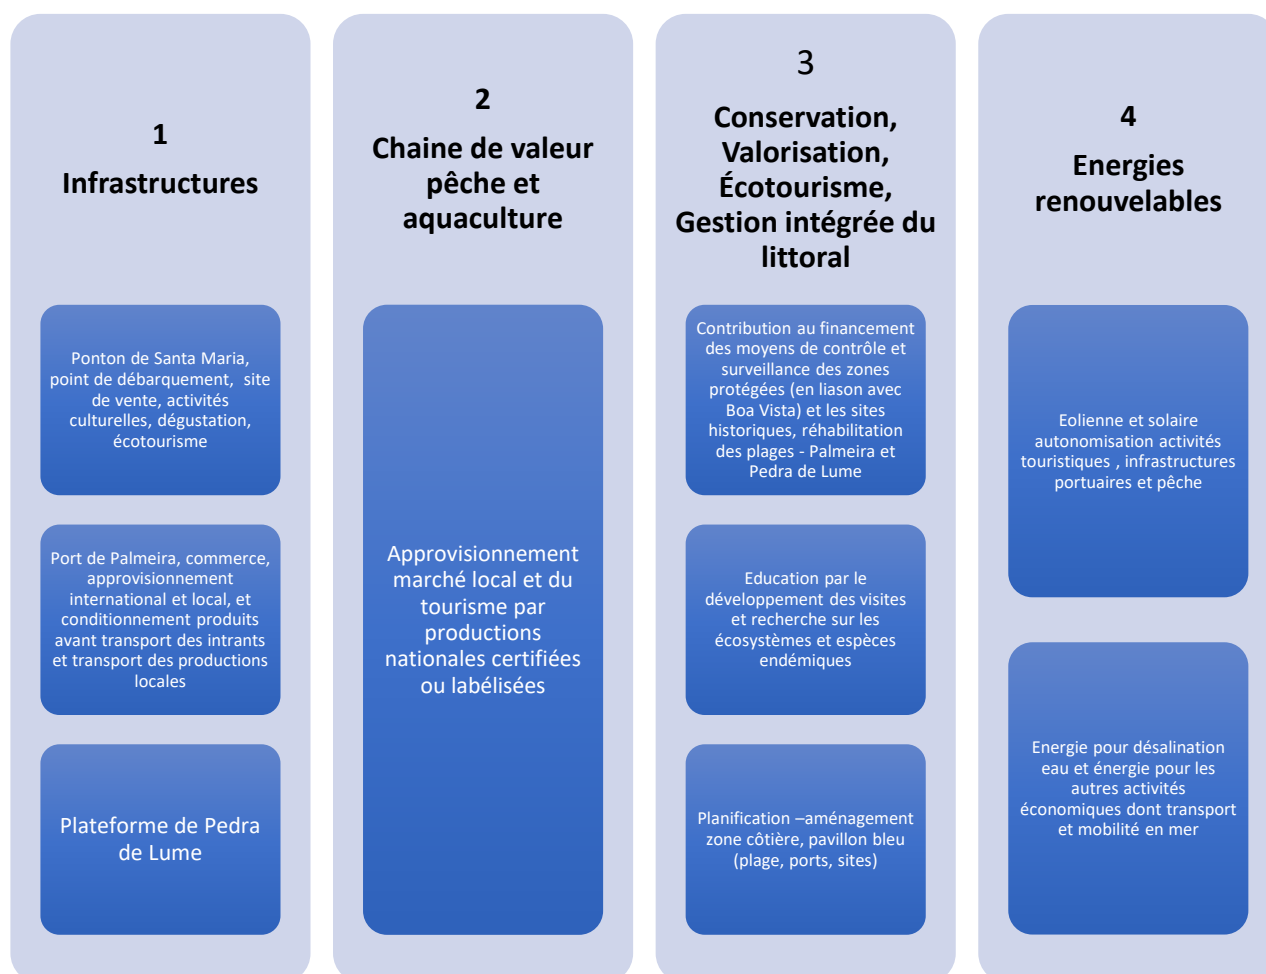 1
Infrastructures
Ponton de Santa Maria,
point de débarquement, site
de vente, activités
culturelles, dégustation,
écotourisme
Port de Palmeira, commerce,
approvisionnement
international et local, et
conditionnement produits
avant transport des intrants
et transport des productions
locales
Plateforme de Pedra
de Lume
2
Chaine de valeur
pêche et
aquaculture
Approvisionnement
marché local et du
tourisme par
productions
nationales certifiées
ou labélisées
3
Conservation,
Valorisation,
Écotourisme,
Gestion intégrée du
littoral
Contribution au financement
des moyens de contrôle et
surveillance des zones
protégées (en liason avec
Boa Vista) et les sites
historiques, réhabilitation
des plages - Palmeira et
Pedra de Lume
Education par le
développement des visites
et recherche sur les
écosystèmes et espèces
endémiques
Planification –aménagement
zone côtière, pavillon bleu
(plage, ports, sites)
4
Energies
renouvelables
Eolienne et solaire
autonomisation activités
touristiques , infrastructures
portuaires et pêche
Energie pour désalination
eau et énergie pour les
autres activités
économiques dont transport
et mobilité en mer